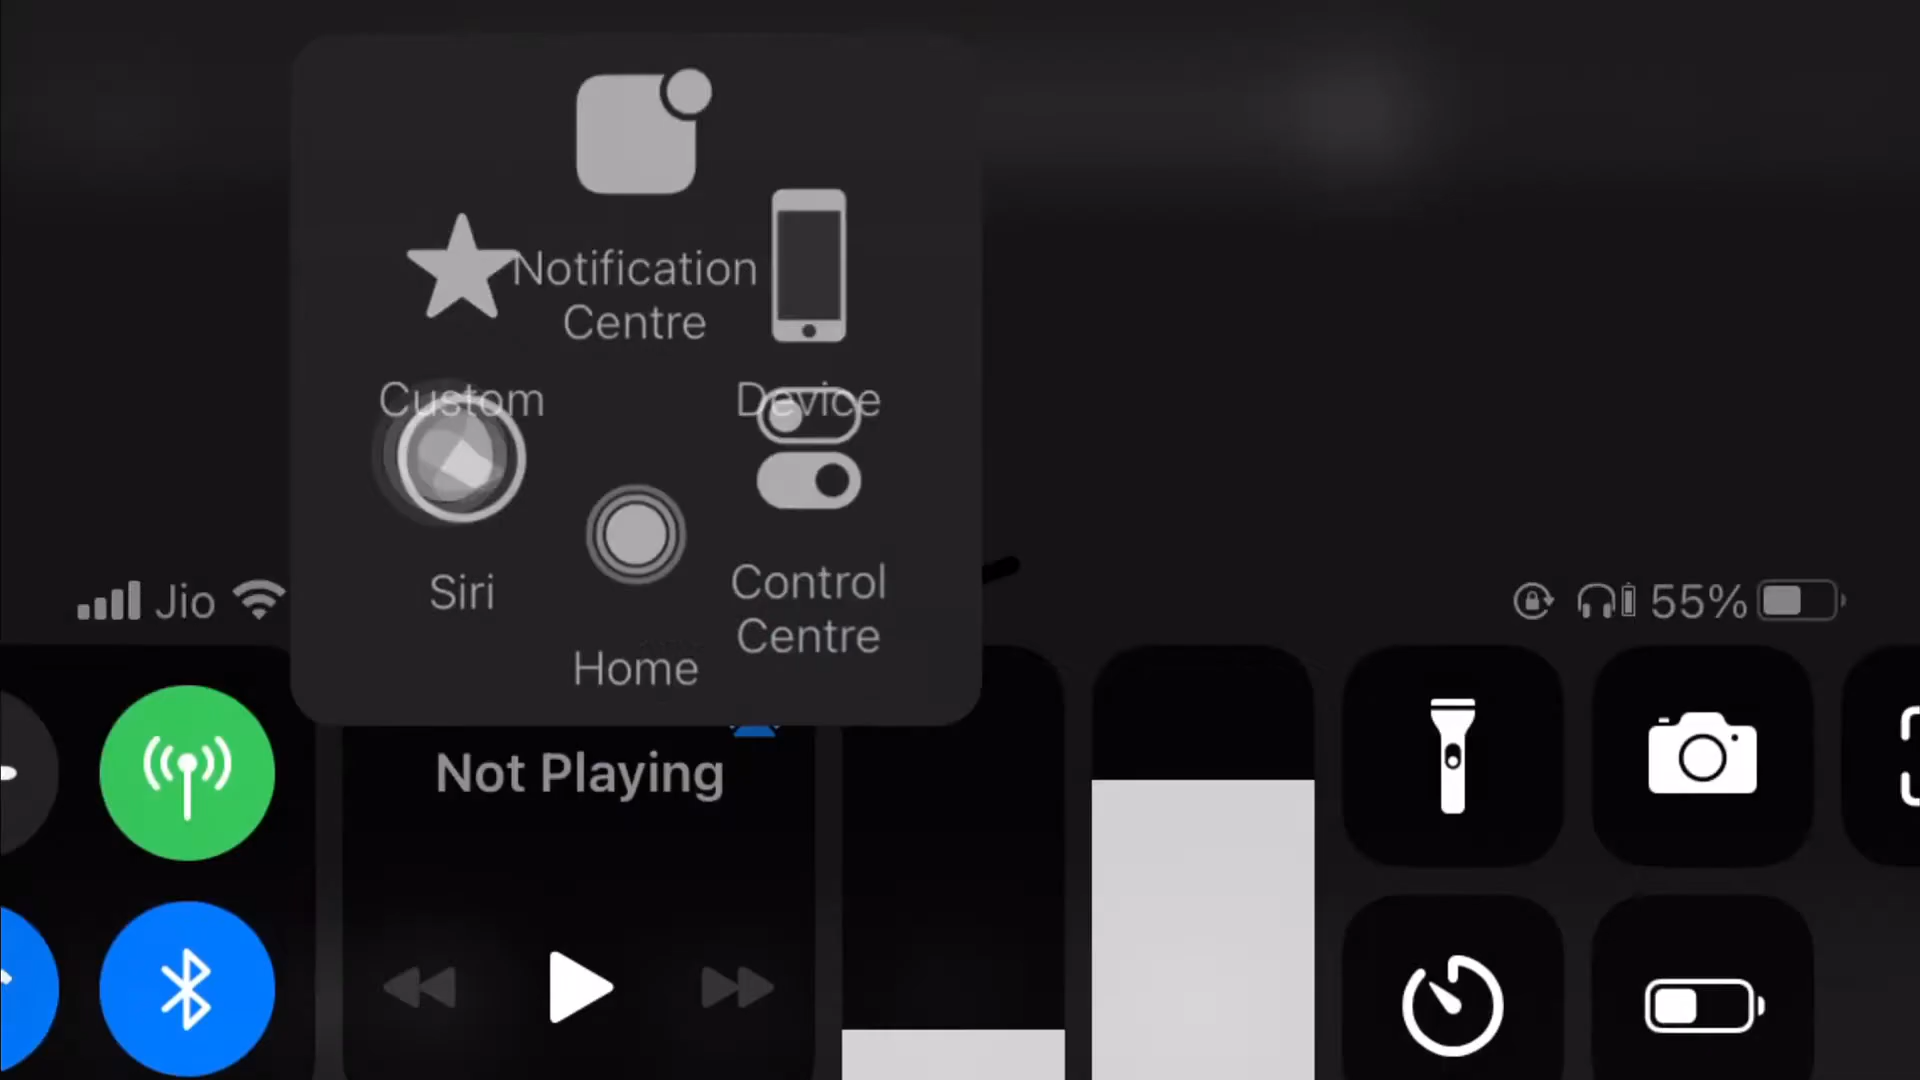 Notification
Centre
Custom
Device
Siri
Control
Centre
Home
Jio
55%
Not Playing